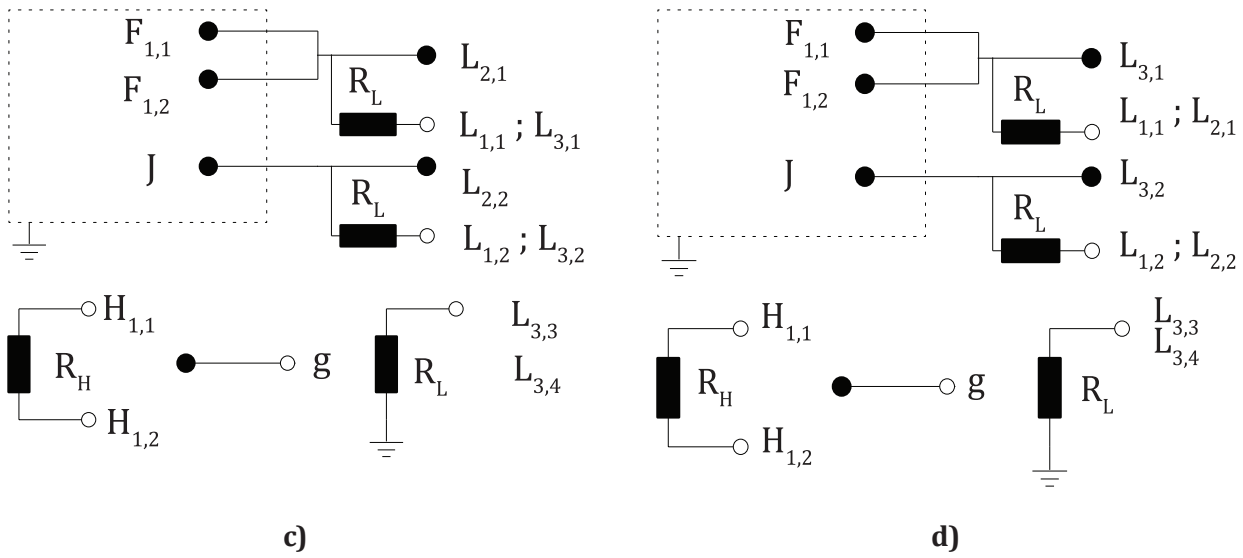 F1,1
F1,2
J
L2,1
RL
L1,1 ; L3,1
L2,2
RL
L1,2 ; L3,2
H1,1
RH
H1,2
g
RL
L3,3
L3,4
c)
F1,1
F1,2
J
L3,1
RL
L1,1 ; L2,1
L3,2
RL
L1,2 ; L2,2
H1,1
RH
H1,2
g
RL
L3,3
L3,4
d)